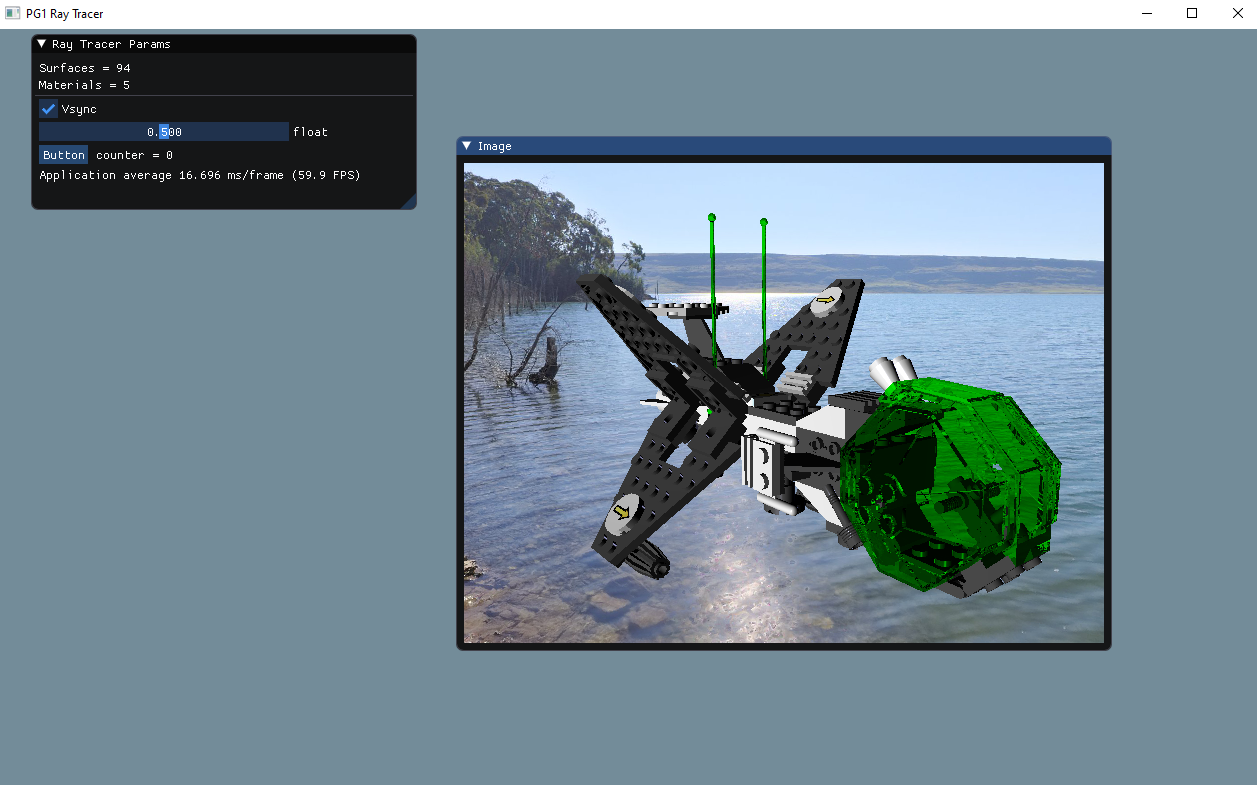 PG1 Ray Tracer
Ray Tracer Params
Surfaces = 94
Materials = 5
Vsync
0.500 float
Button counter = 0
Application average 16.696 ms/frame (59.9 FPS)
Image